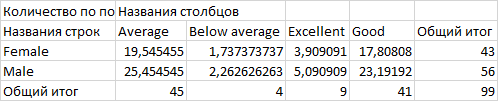 Количество по по Названия столбцов
Названия строк Average Below average Excellent Good Общий итог
Female 19,545455 1,737373737 3,909091 17,80808 43
Male 25,454545 2,262626263 5,090909 23,19192 56
Общий итог 45 4 9 41 99